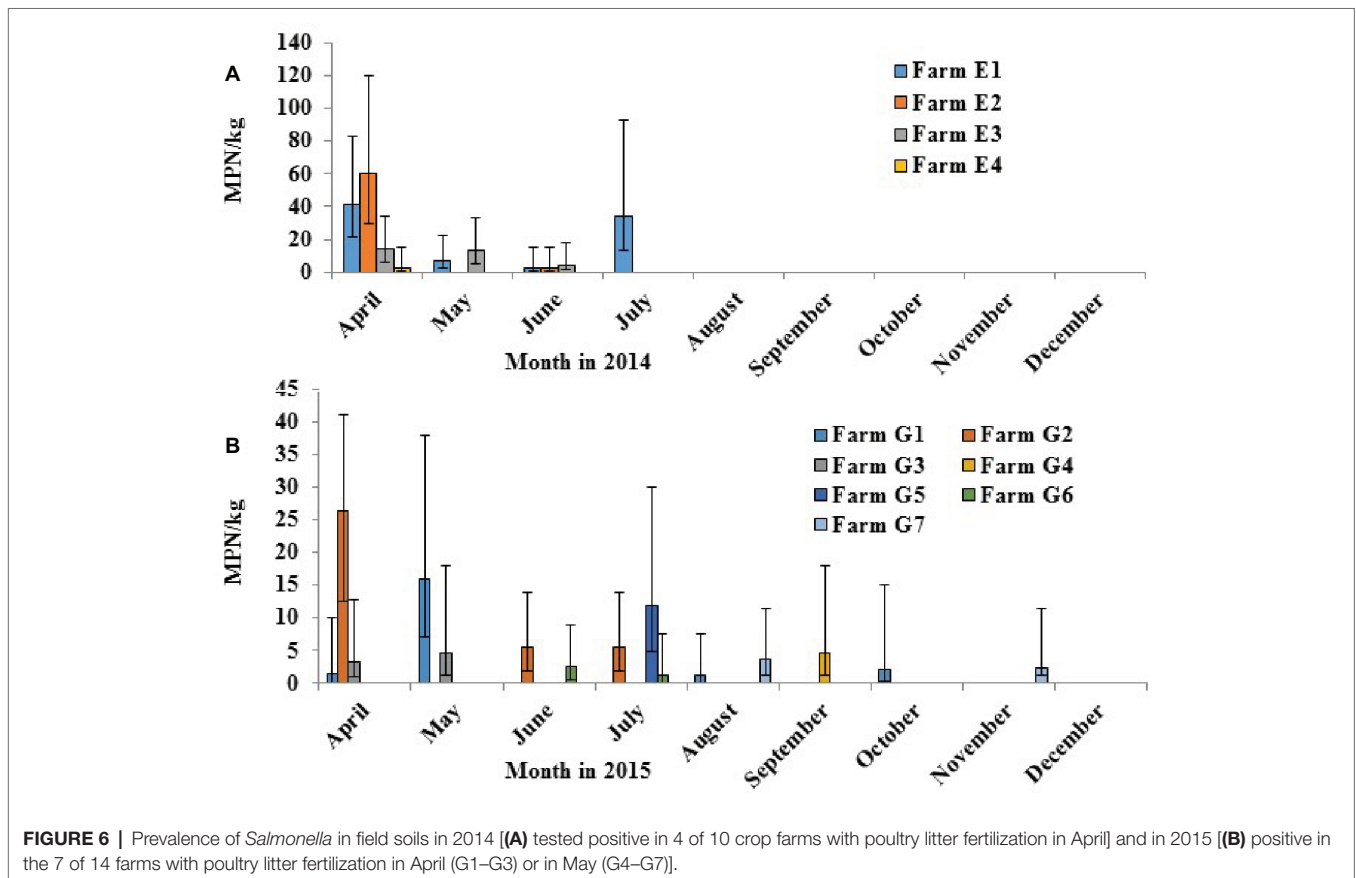 A
MPN/kg
140
120
100
80
60
40
20
0
Farm E1
Farm E2
Farm E3
Farm E4
April
May
June
July
August
September
October
November
December
Month in 2014
B
MPN/kg
45
40
35
30
25
20
15
10
5
0
Farm G1 Farm G2
Farm G3 Farm G4
Farm G5 Farm G6
Farm G7
April
May
June
July
August
September
October
November
December
Month in 2015
FIGURE 6 | Prevalence of Salmonella in field soils in 2014 [(A) tested positive in 4 of 10 crop farms with poultry litter fertilization in April] and in 2015 [(B) positive in
the 7 of 14 farms with poultry litter fertilization in April (G1–G3) or in May (G4–G7)].